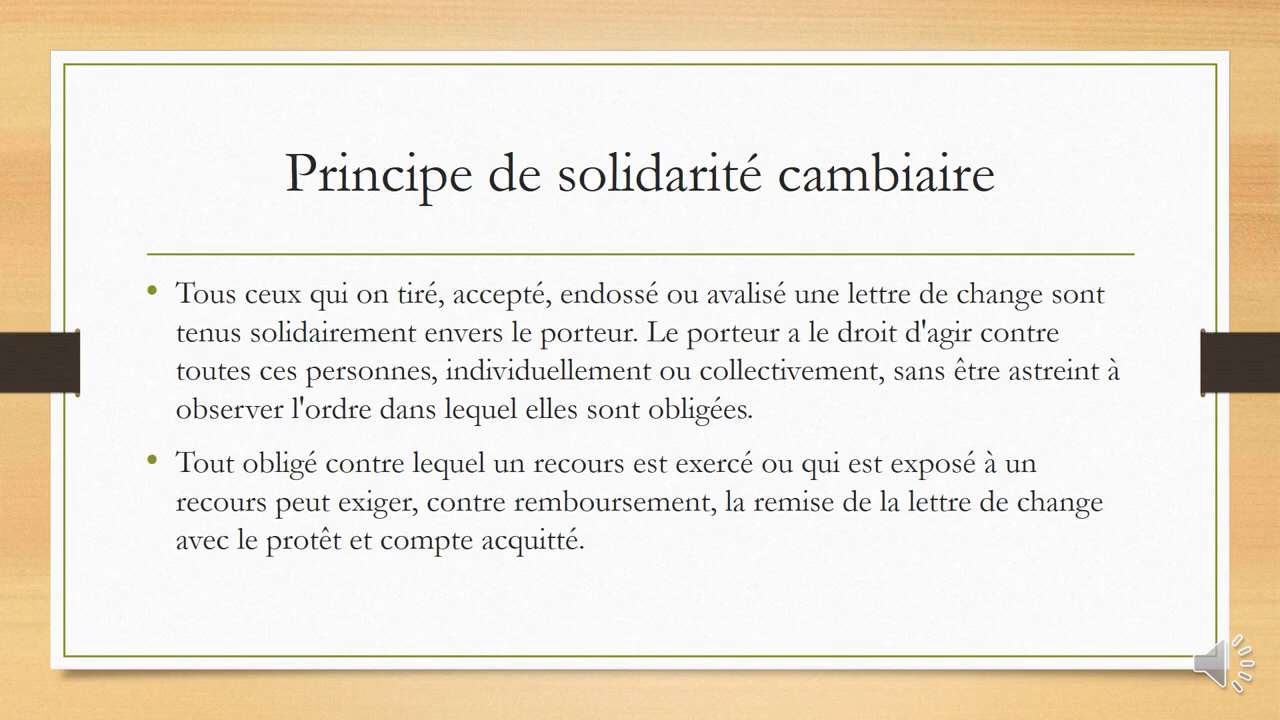 Principe de solidarité cambiaire
• Tous ceux qui on tiré, accepté, endossé ou avalisé une lettre de change sont
tenus solidairement envers le porteur. Le porteur a le droit d'agir contre
toutes ces personnes, individuellement ou collectivement, sans être astreint à
observer l'ordre dans lequel elles sont obligées.
• Tout obligé contre lequel un recours est exercé ou qui est exposé à un
recours peut exiger, contre remboursement, la remise de la lettre de change
avec le protêt et compte acquitté.